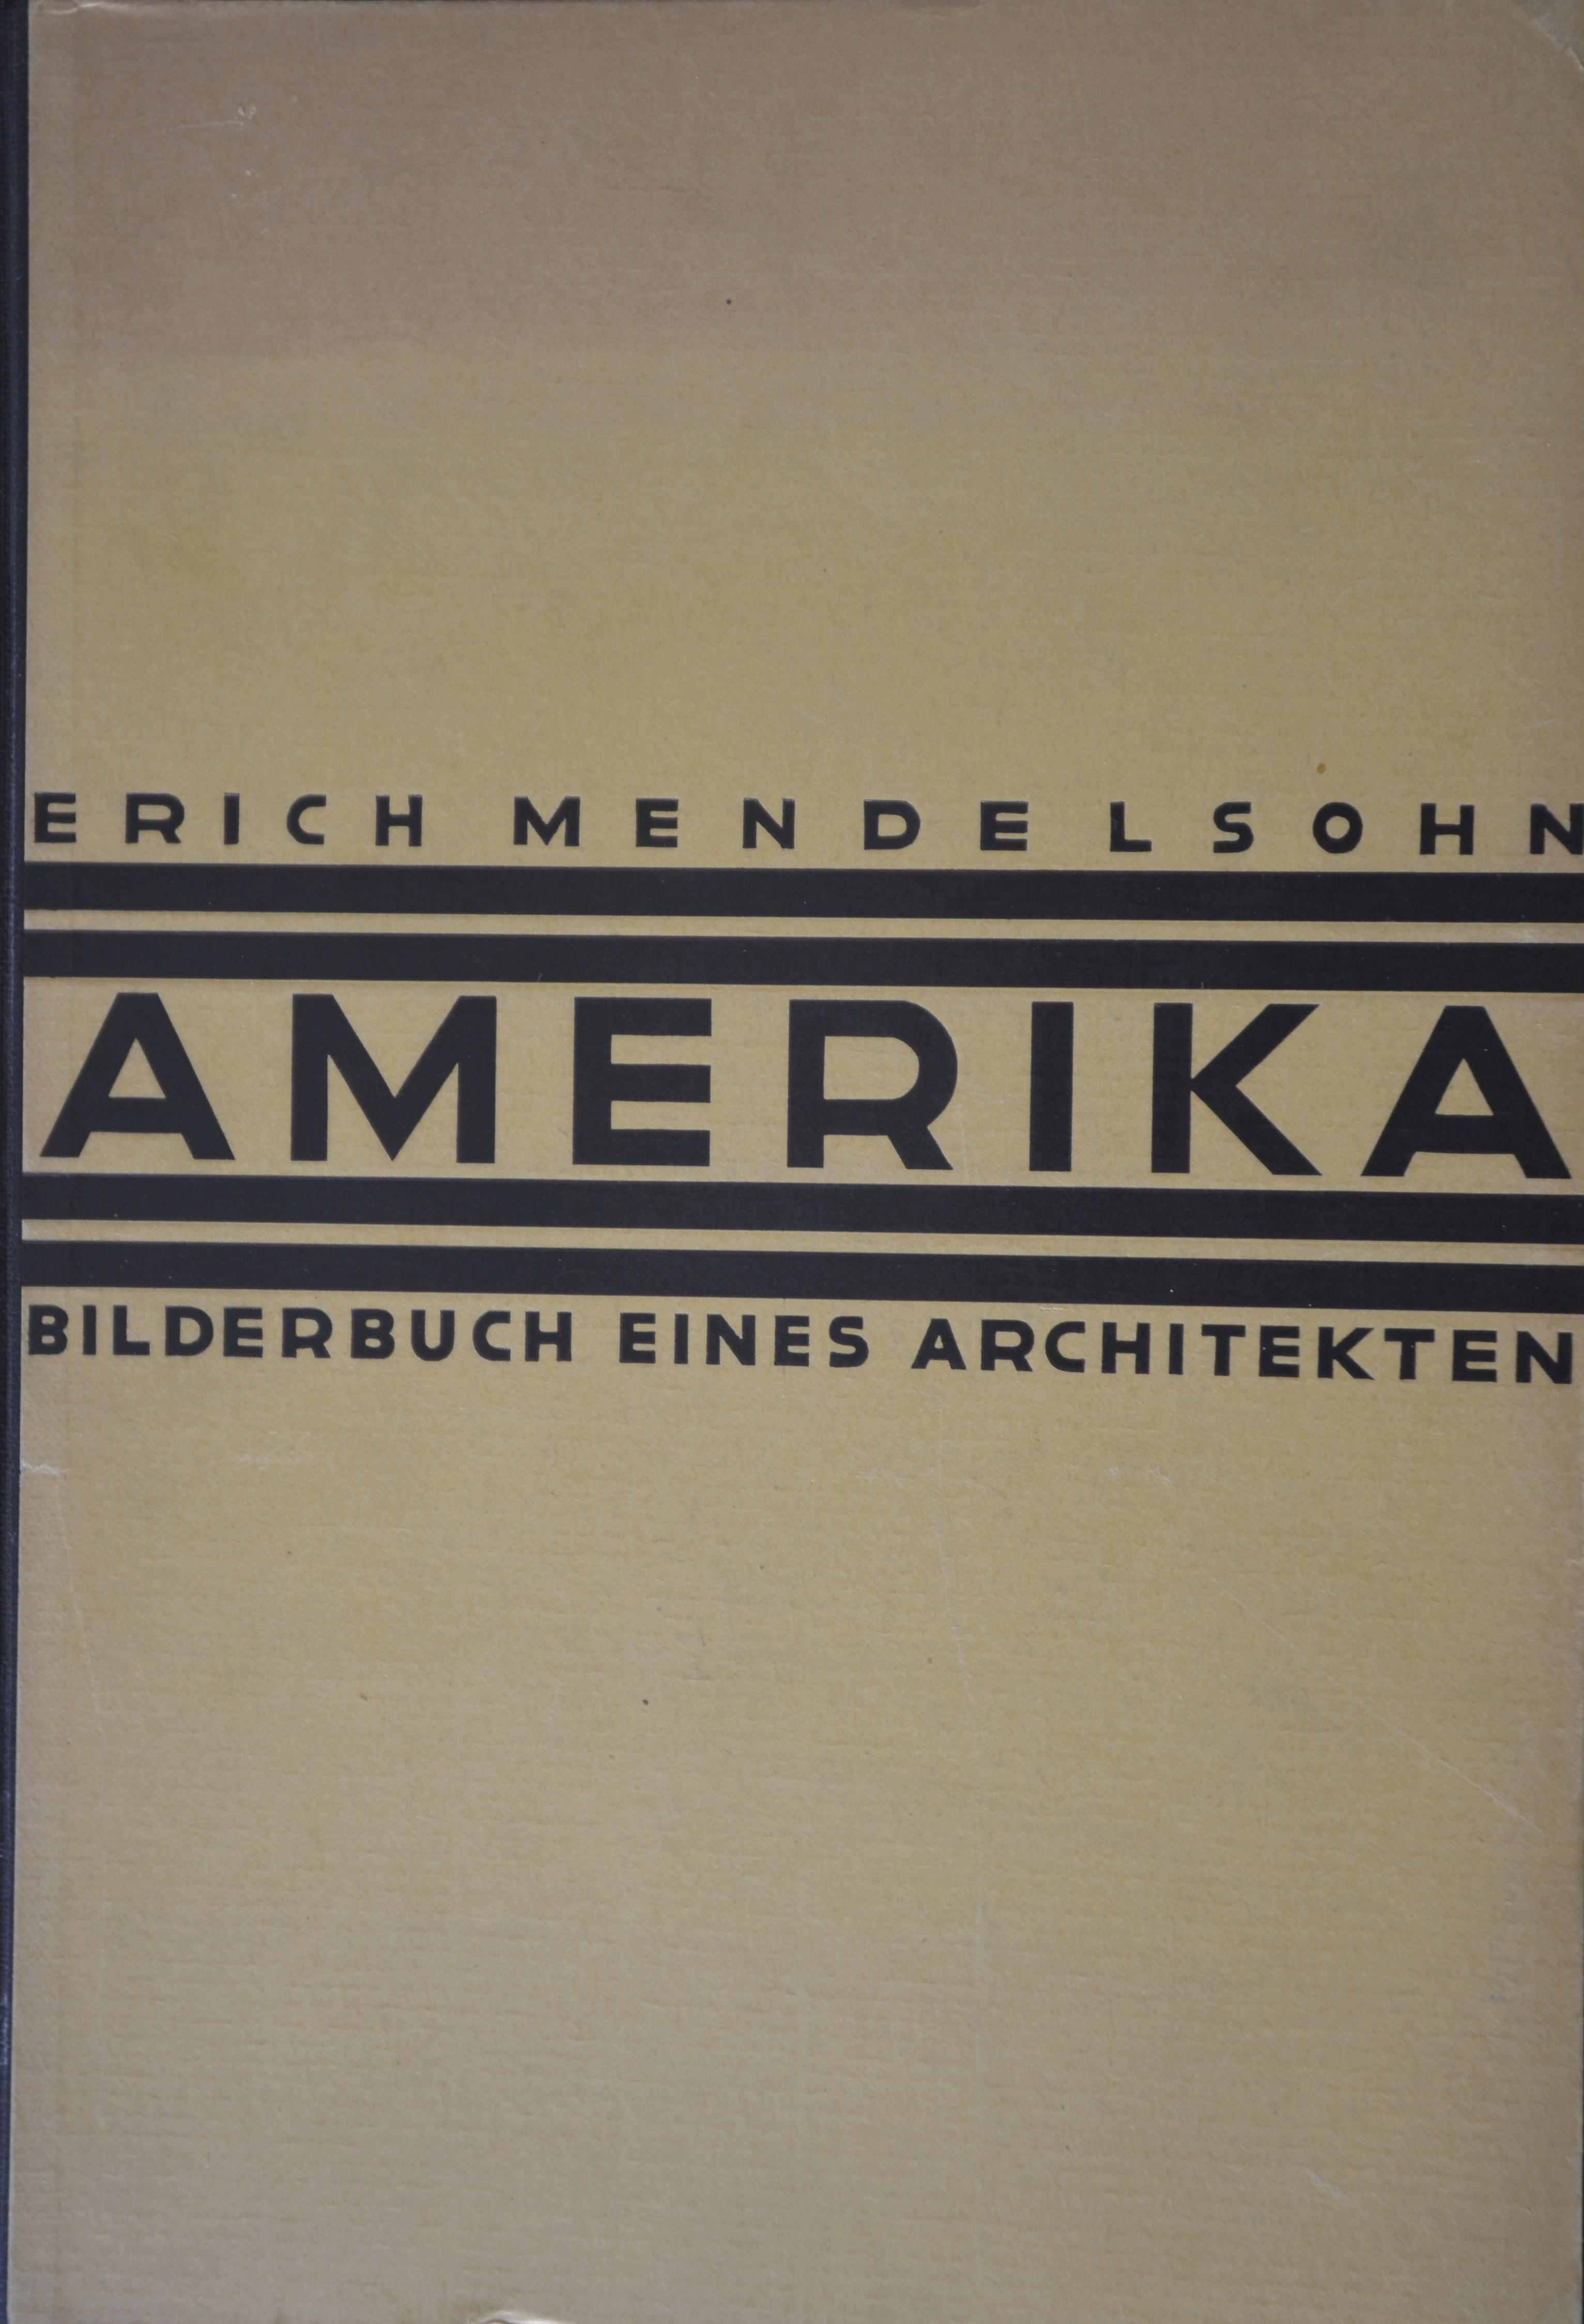 ERICH MENDELSOHN
AMERIKA
BILDERBUCH EINES ARCHITEKTEN